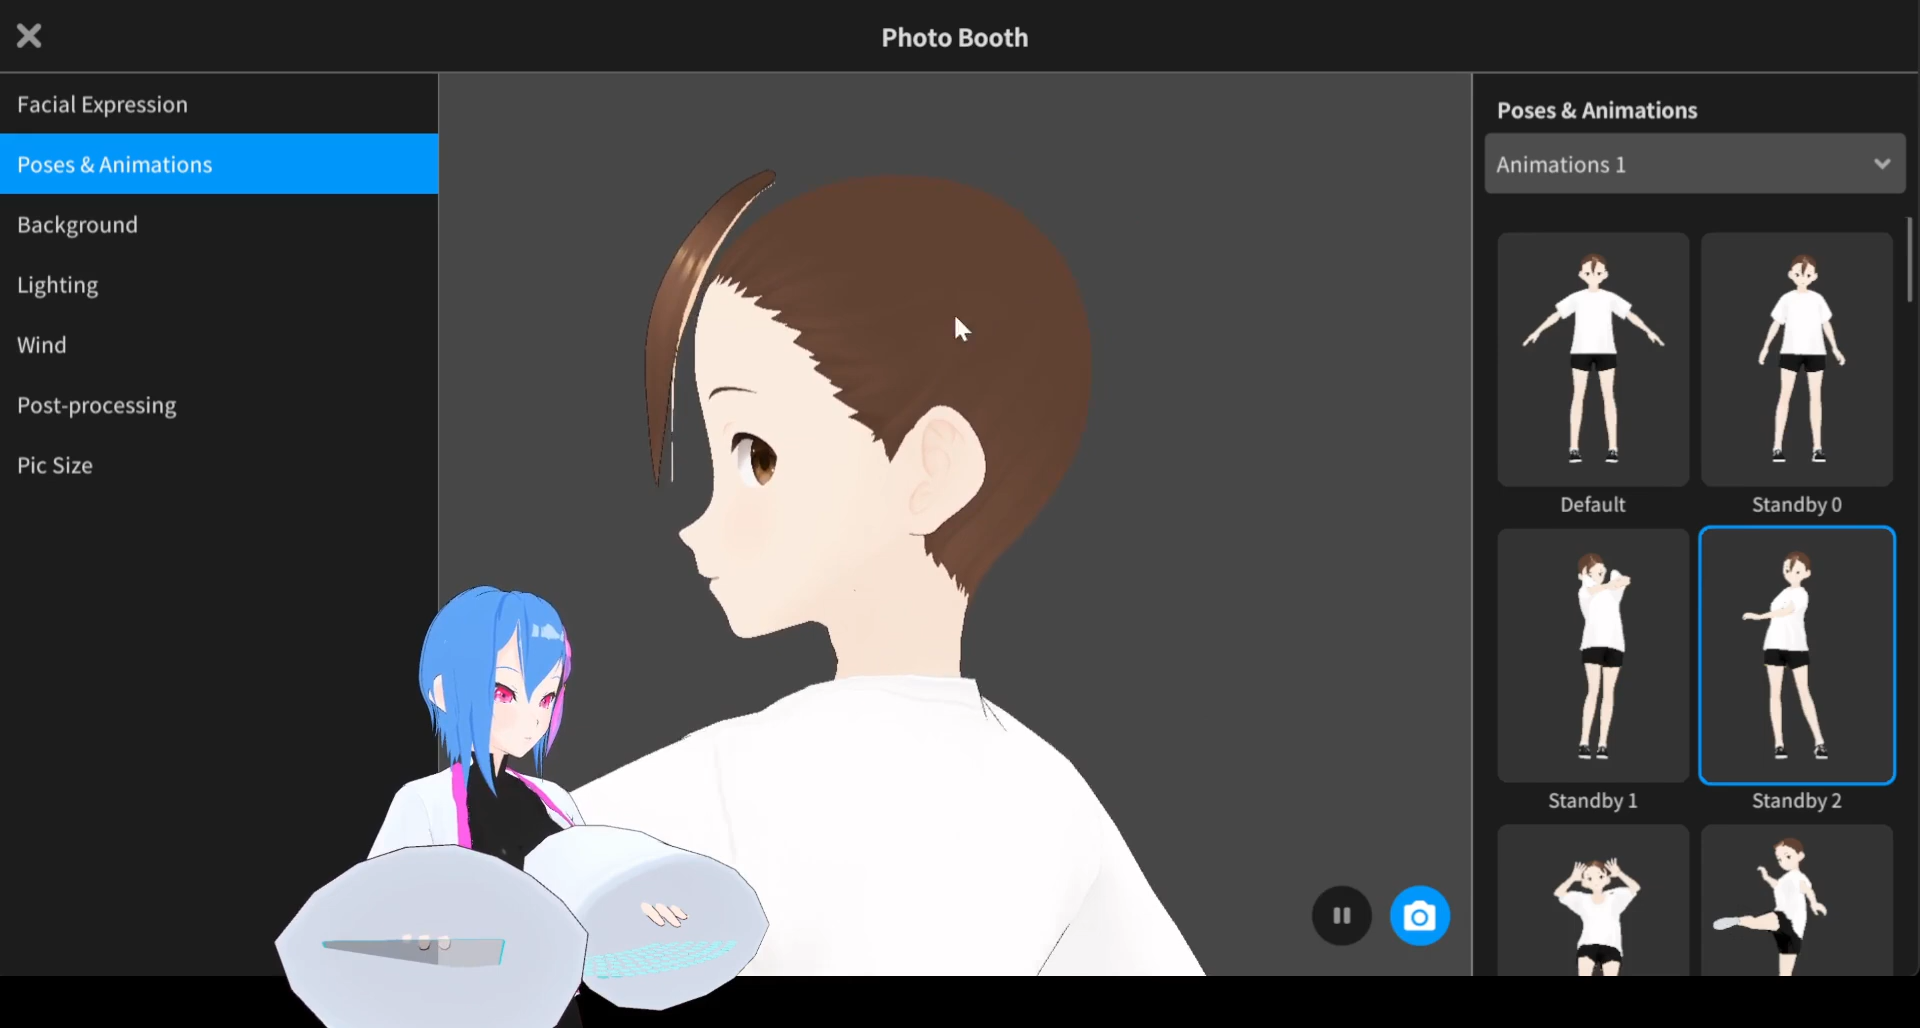 Photo Booth
Facial Expression
Poses & Animations
Background
Lighting
Wind
Post-processing
Pic Size
Poses & Animations
Animations 1
Default
Standby 0
Standby 1
Standby 2